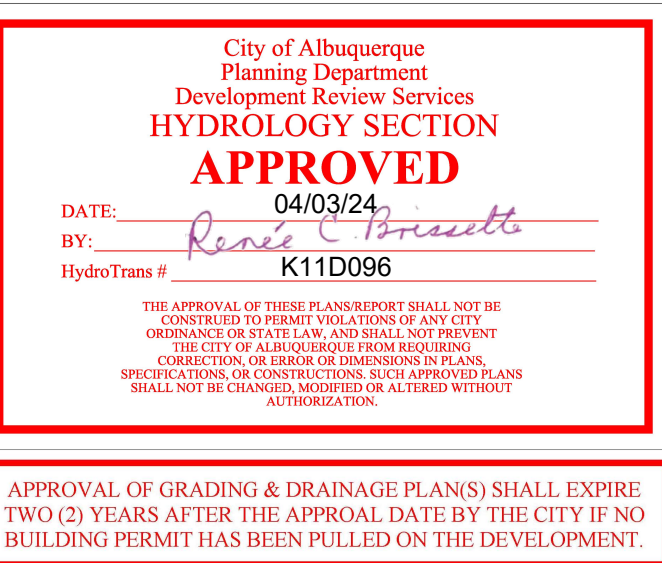 City of Albuquerque
Planning Department
Development Review Services
HYDROLOGY SECTION
APPROVED
DATE: 04/03/24
BY: Renée C. Brissette
HydroTrans # K11D096
THE APPROVAL OF THESE PLANS/REPORT SHALL NOT BE
CONSTRUED TO PERMIT VIOLATIONS OF ANY CITY
ORDINANCE OR STATE LAW, AND SHALL NOT PREVENT
THE CITY OF ALBUQUERQUE FROM REQUIRING
CORRECTION, OR ERROR OR DIMENSIONS IN PLANS,
SPECIFICATIONS, OR CONSTRUCTIONS. SUCH APPROVED PLANS
SHALL NOT BE CHANGED, MODIFIED OR ALTERED WITHOUT
AUTHORIZATION.
APPROVAL OF GRADING & DRAINAGE PLAN(S) SHALL EXPIRE
TWO (2) YEARS AFTER THE APPROAL DATE BY THE CITY IF NO
BUILDING PERMIT HAS BEEN PULLED ON THE DEVELOPMENT.